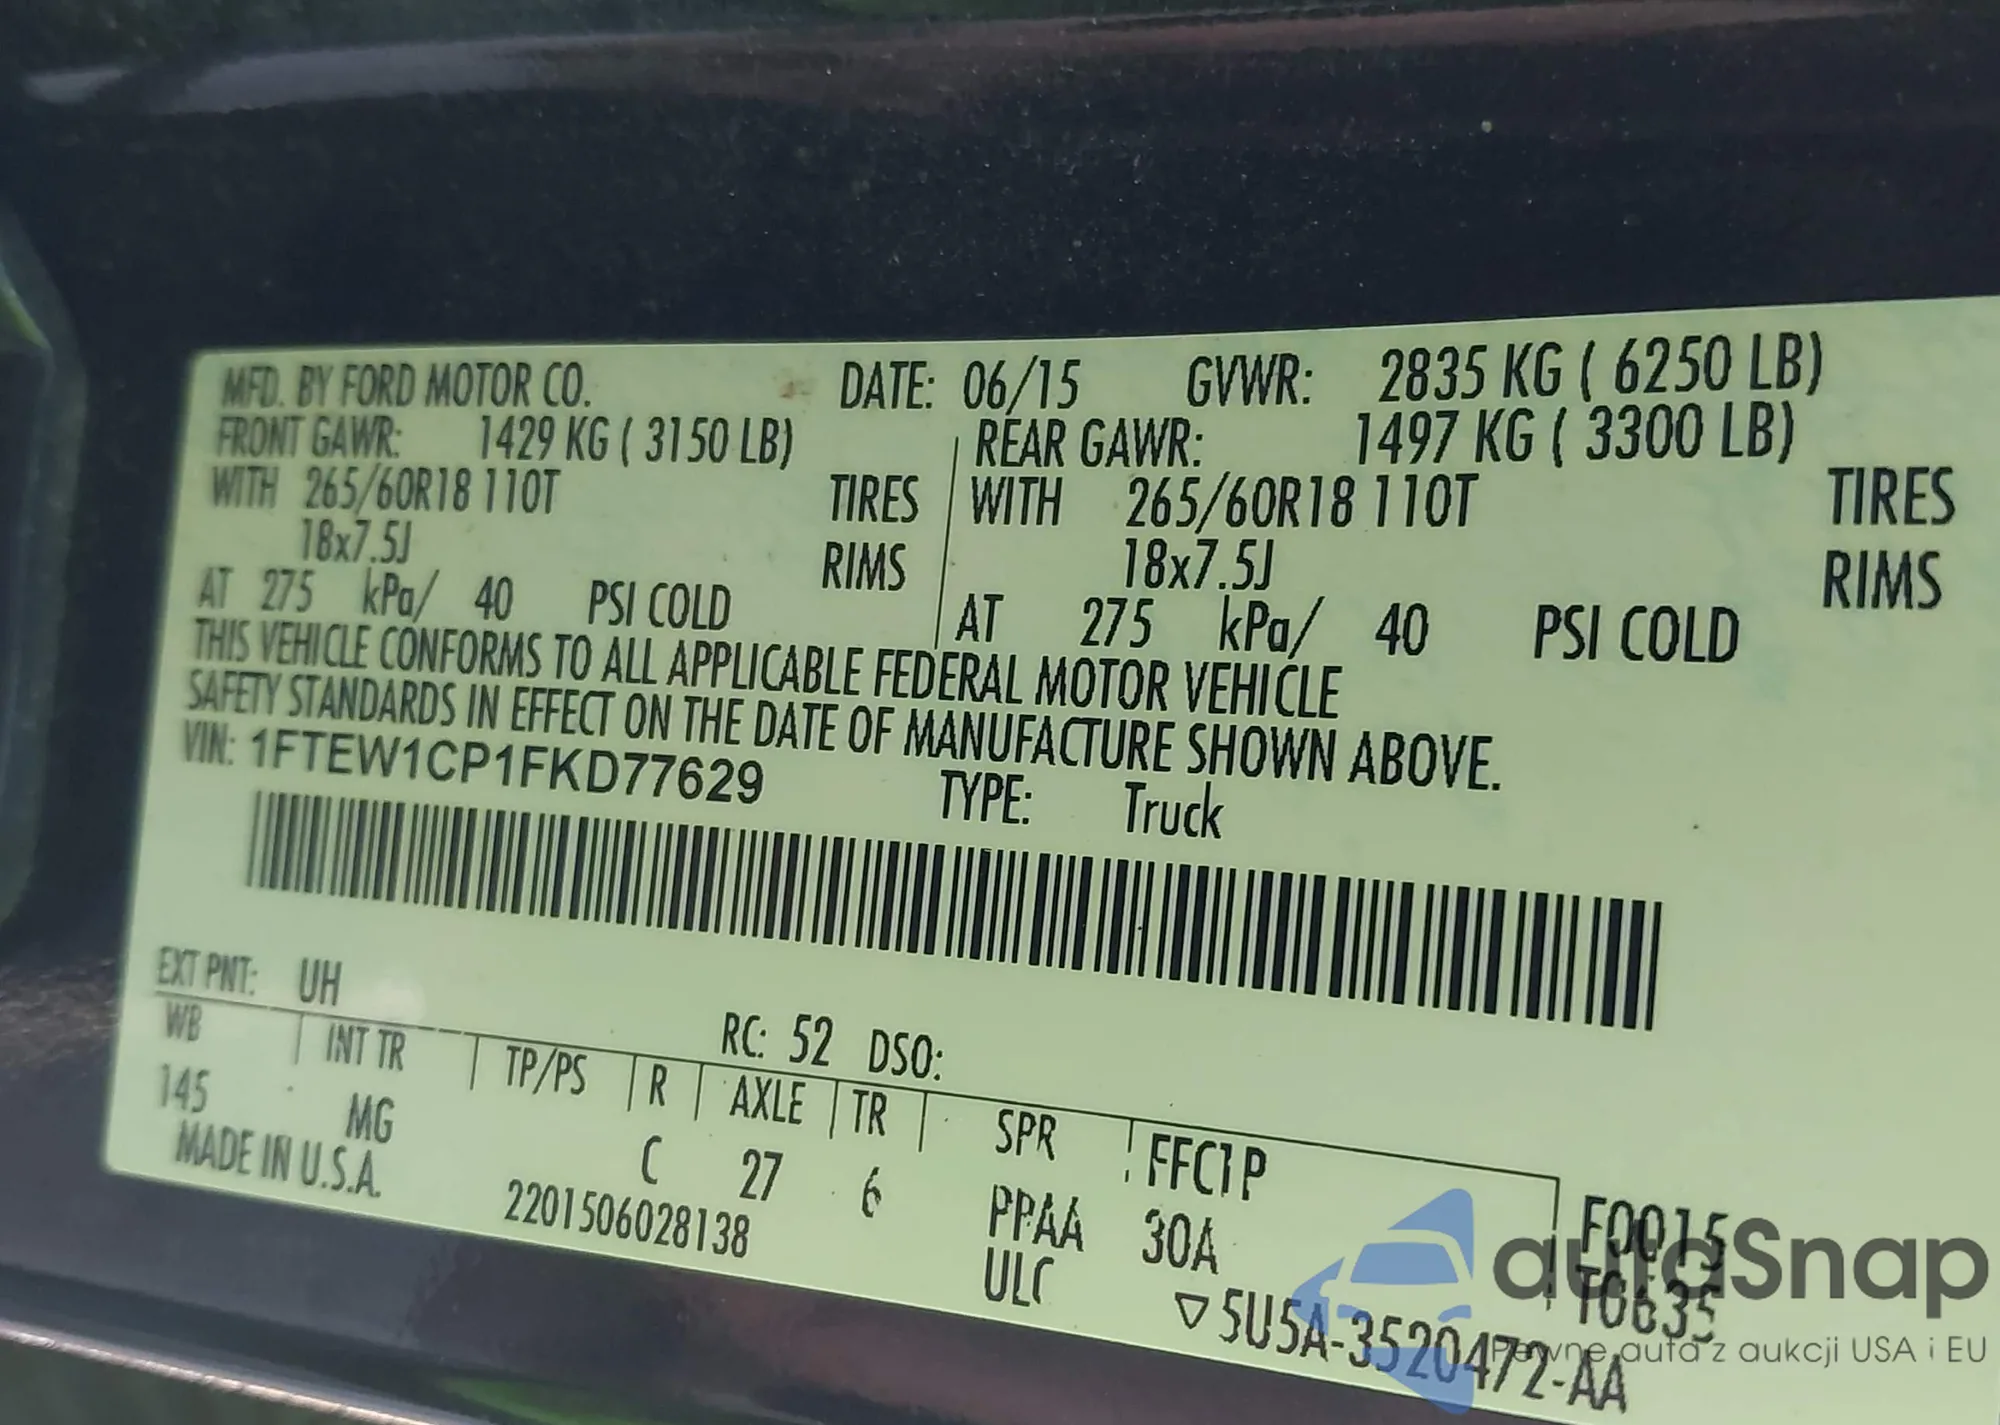 MFD. BY FORD MOTOR CO. DATE: 06/15 GVWR: 2835 KG ( 6250 LB)
FRONT GAWR: 1429 KG ( 3150 LB) REAR GAWR: 1497 KG ( 3300 LB)
WITH 265/60R18 110T TIRES WITH 265/60R18 110T TIRES
18x7.5J RIMS 18x7.5J RIMS
AT 275 kPa/ 40 PSI COLD AT 275 kPa/ 40 PSI COLD
THIS VEHICLE CONFORMS TO ALL APPLICABLE FEDERAL MOTOR VEHICLE
SAFETY STANDARDS IN EFFECT ON THE DATE OF MANUFACTURE SHOWN ABOVE.
VIN: 1FTEW1CP1FKD77629 TYPE: Truck
EXT PNT: UH RC: 52 DSO:
WB INT TR TP/PS R AXLE TR SPR FFC1P F0015
145 MG C 27 6 PPAA 30A T0635
MADE IN U.S.A. 2201506028138 ULC ▽5U5A-3520472-AA
autaSnap
Pewne auta z aukcji USA i EU